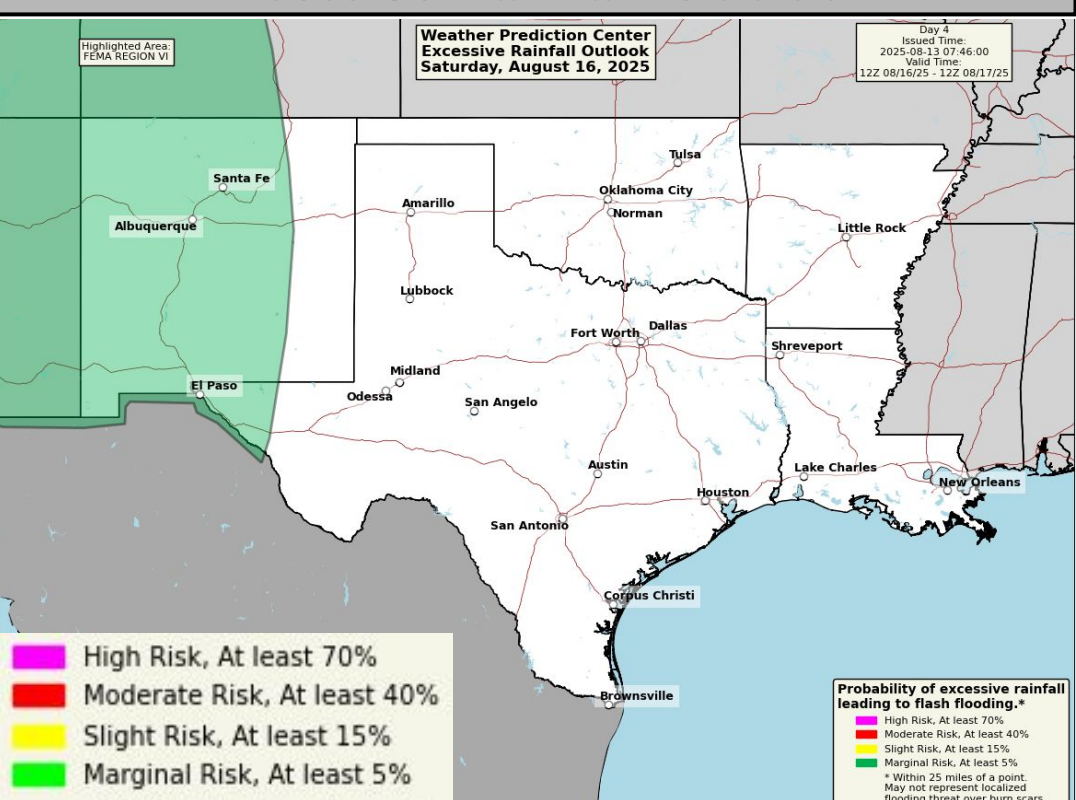 Highlighted Area:
FEMA REGION VI
Weather Prediction Center
Excessive Rainfall Outlook
Saturday, August 16, 2025
Day 4
Issued Time:
2025-08-13 07:46:00
Valid Time:
12Z 08/16/25 - 12Z 08/17/25
Tulsa
Santa Fe
Oklahoma City
Amarillo
Norman
Albuquerque
Little Rock
Lubbock
Fort Worth
Dallas
Shreveport
Midland
El Paso
Odessa
San Angelo
Austin
Lake Charles
New Orleans
Houston
San Antonio
Corpus Christi
Brownsville
High Risk, At least 70%
Moderate Risk, At least 40%
Slight Risk, At least 15%
Marginal Risk, At least 5%
Probability of excessive rainfall
leading to flash flooding.*
High Risk, At least 70%
Moderate Risk, At least 40%
Slight Risk, At least 15%
Marginal Risk, At least 5%
* Within 25 miles of a point.
May not represent localized
flooding threat over burn scars